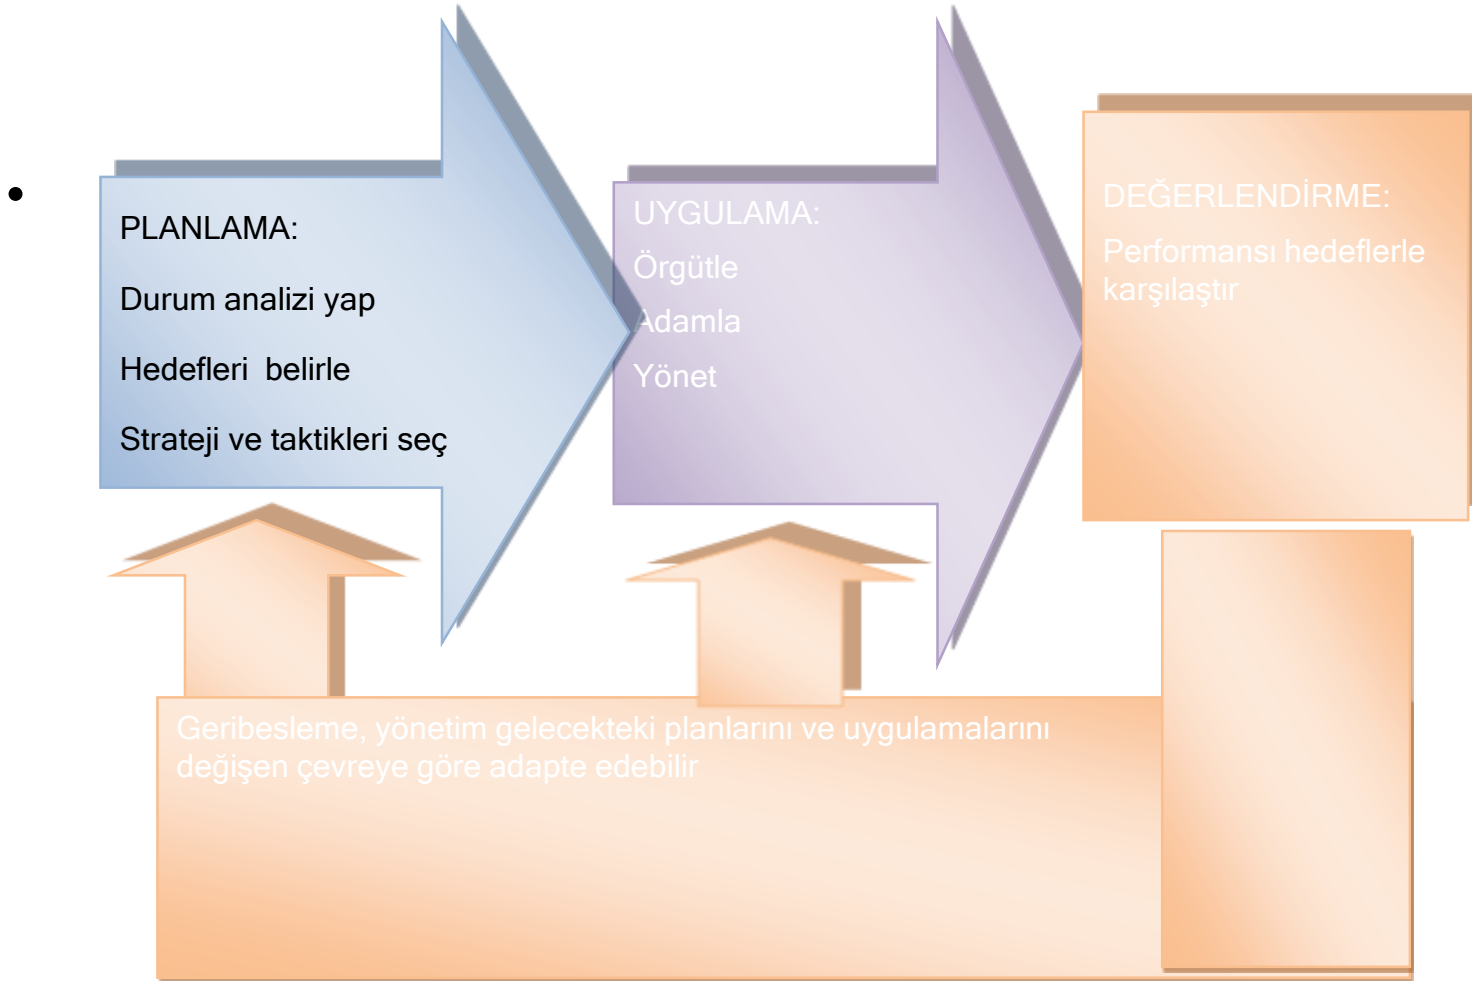 PLANLAMA:
Durum analizi yap
Hedefleri belirle
Strateji ve taktikleri seç
UYGULAMA:
Örgütle
Adamla
Yönet
DEĞERLENDİRME:
Performansı hedeflerle
karşılaştır
Geribesleme, yönetim gelecekteki planlarını ve uygulamalarını
değişen çevreye göre adapte edebilir